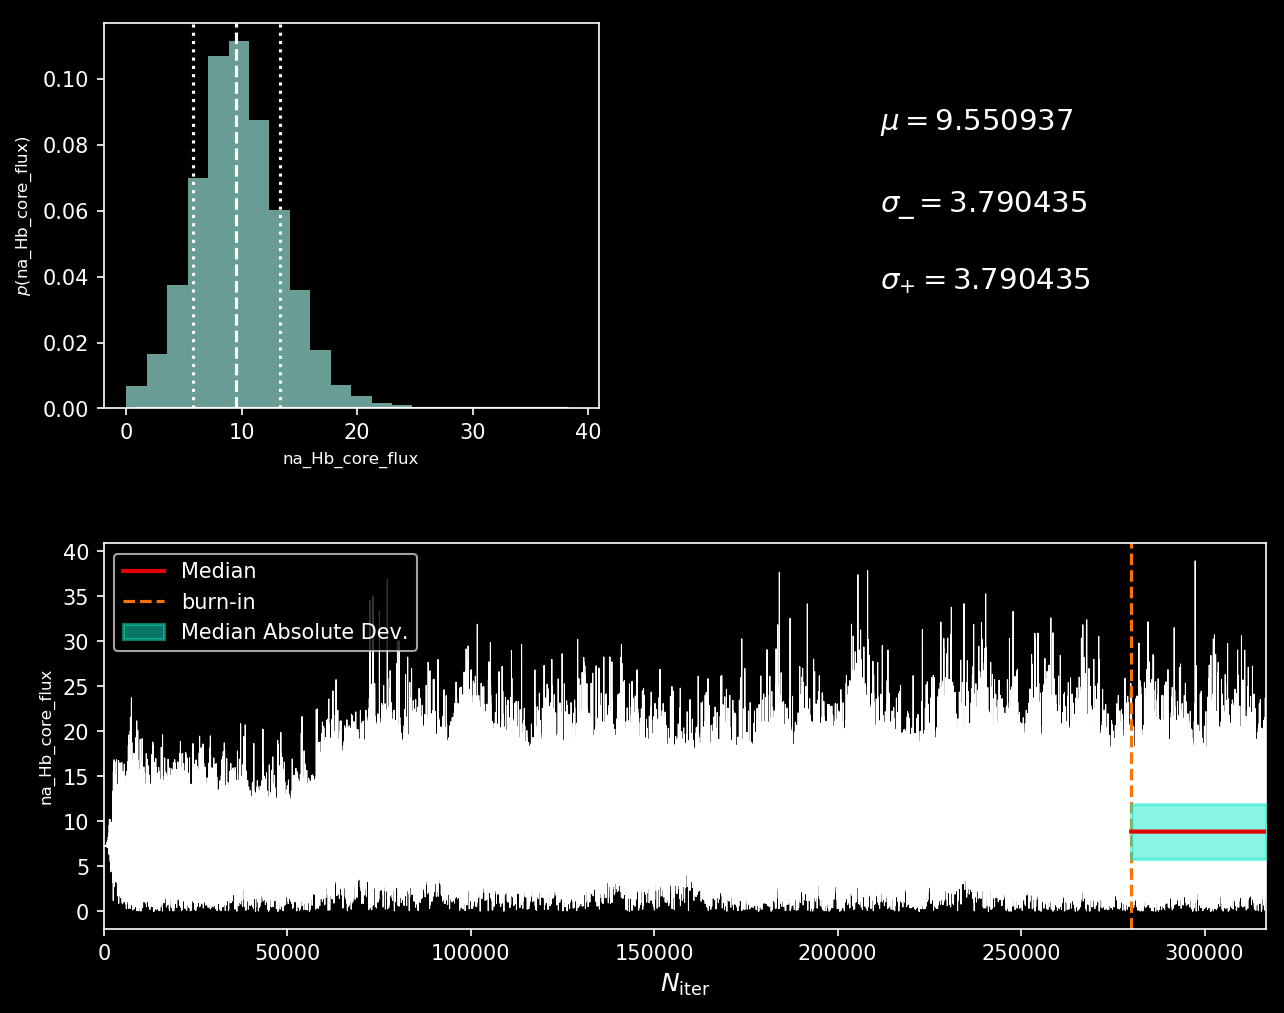 0.10
0.08
0.06
0.04
0.02
0.00
p(na_Hb_core_flux)
0 10 20 30 40
na_Hb_core_flux
μ = 9.550937
σ_ = 3.790435
σ+ = 3.790435
40
35
30
25
20
15
10
5
0
na_Hb_core_flux
Median
burn-in
Median Absolute Dev.
0 50000 100000 150000 200000 250000 300000
Niter